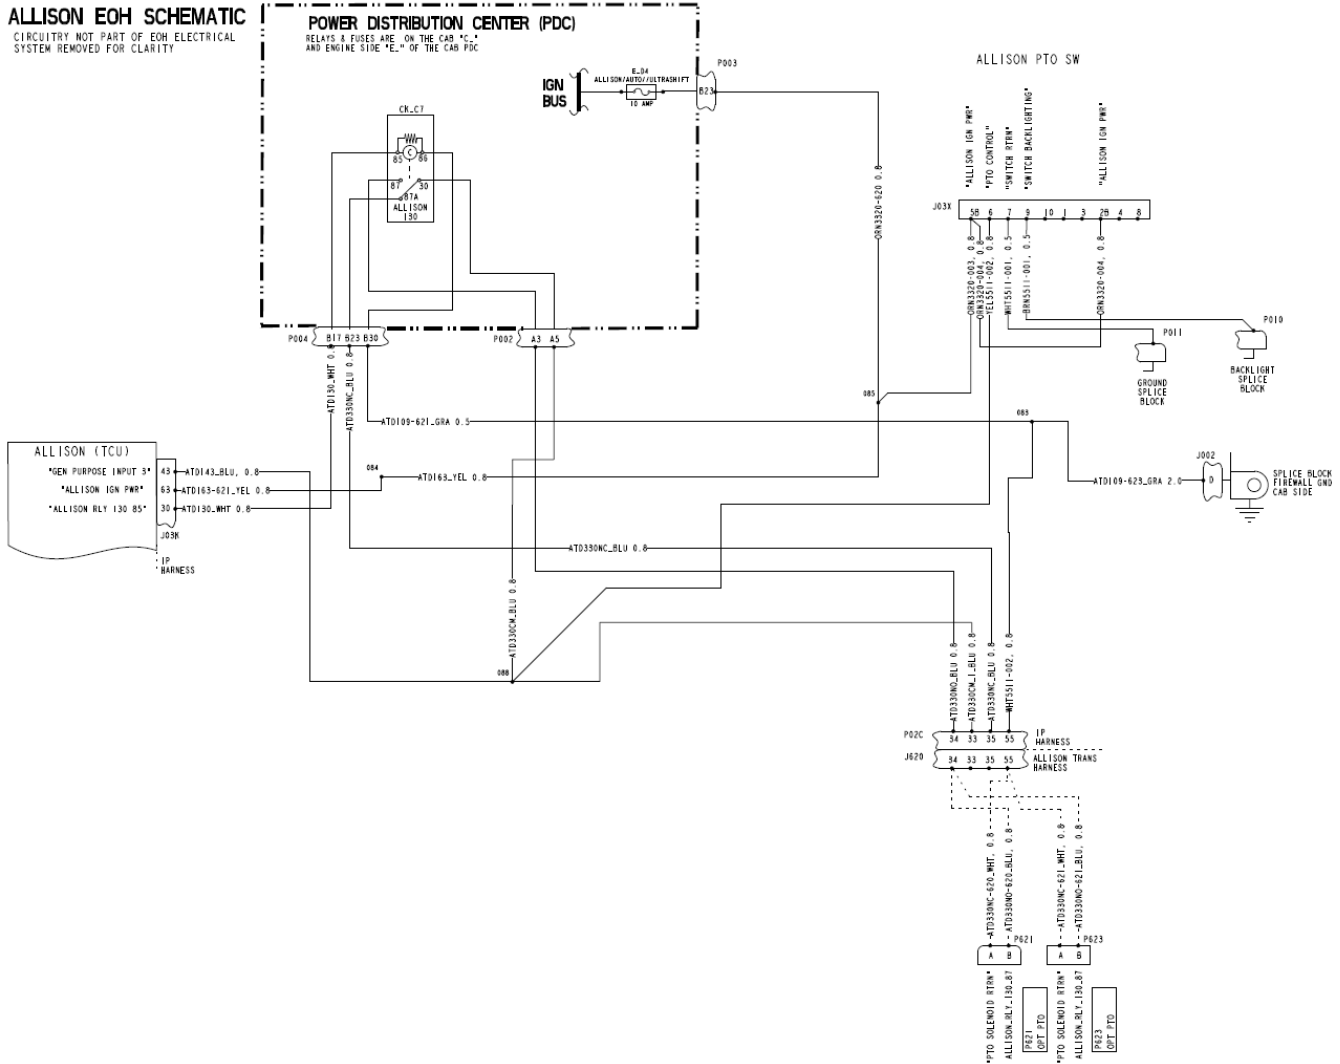 ALLISON EOH SCHEMATIC
CIRCUITRY NOT PART OF EOH ELECTRICAL
SYSTEM REMOVED FOR CLARITY
POWER DISTRIBUTION CENTER (PDC)
RELAYS & FUSES ARE ON THE CAB "C_"
AND ENGINE SIDE "E_" OF THE CAB PDC
IGN
BUS
E_D4
ALLISON/AUTO//ULTRASHIFT
10 AMP
P003
B23
CK_C7
85
C
86
87
30
87A
ALLISON
130
ORN3320-620 0.8
ALLISON PTO SW
"ALLISON IGN PWR"
"PTO CONTROL"
"SWITCH RTRN"
"SWITCH BACKLIGHTING"
"ALLISON IGN PWR"
J03X
5B 6 7 9 10 1 3 2B 4 8
ORN3320-003, 0.8
ORN3320-004, 0.8
YEL5511-002, 0.8
WHT5511-001, 0.5
BRN5511-001, 0.5
ORN3320-004, 0.8
P011
GROUND
SPLICE
BLOCK
P010
BACKLIGHT
SPLICE
BLOCK
P004
B17 B23 B30
P002
A3 A5
ATD130_WHT 0.8
ATD330NC_BLU 0.8
085
ATD109-621_GRA 0.5
083
ALLISON (TCU)
"GEN PURPOSE INPUT 3"
43
ATD143_BLU, 0.8
"ALLISON IGN PWR"
63
ATD163-621_YEL 0.8
"ALLISON RLY 130 85"
30
ATD130_WHT 0.8
J03K
IP
HARNESS
084
ATD163_YEL 0.8
ATD109-623_GRA 2.0
J002
D
SPLICE BLOCK
FIREWALL GND
CAB SIDE
ATD330NC_BLU 0.8
ATD330CM_BLU 0.8
088
ATD330NO_BLU 0.8
ATD330CM_1_BLU 0.8
ATD330NC_BLU 0.8
WHT5511-002, 0.8
P02C
34 33 35 55
IP
HARNESS
J620
34 33 35 55
ALLISON TRANS
HARNESS
ATD330NC-620_WHT, 0.8
ATD330NO-620_BLU, 0.8
ATD330NC-621_WHT, 0.8
ATD330NO-621_BLU, 0.8
P621
A B
P623
A B
"PTO SOLENOID RTRN"
ALLISON_RLY_130_87
P621
OPT PTO
"PTO SOLENOID RTRN"
ALLISON_RLY_130_87
P623
OPT PTO